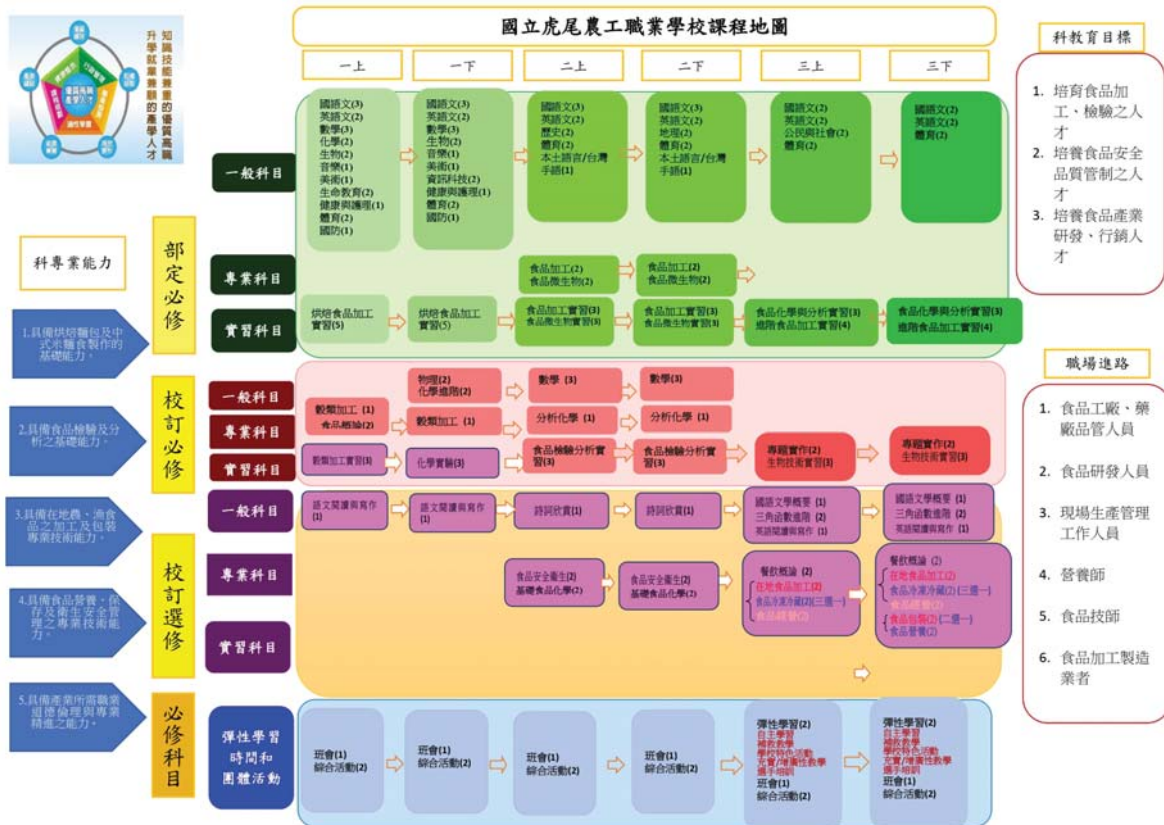 國立虎尾農工職業學校課程地圖
知識技能兼重的優質高職
升學就業兼顧的產學人才
優質高職
產學人才
一上
一下
二上
二下
三上
三下
部定必修
一般科目
國語文(3)
英語文(2)
數學(3)
化學(2)
生物(2)
音樂(1)
美術(1)
生命教育(2)
健康與護理(1)
體育(2)
國防(1)
國語文(3)
英語文(2)
數學(3)
生物(2)
音樂(1)
美術(1)
資訊科技(2)
健康與護理(1)
體育(2)
國防(1)
國語文(3)
英語文(2)
歷史(2)
體育(2)
本土語言/台灣
手語(1)
國語文(3)
英語文(2)
地理(2)
體育(2)
本土語言/台灣
手語(1)
國語文(2)
英語文(2)
公民與社會(2)
體育(2)
國語文(2)
英語文(2)
體育(2)
專業科目
食品加工(2)
食品微生物(2)
食品加工(2)
食品微生物(2)
實習科目
烘焙食品加工
實習(5)
烘焙食品加工
實習(5)
食品加工實習(3)
食品微生物實習(3)
食品加工實習(3)
食品微生物實習(3)
食品化學與分析實習(3)
進階食品加工實習(4)
食品化學與分析實習(3)
進階食品加工實習(4)
校訂必修
一般科目
物理(2)
化學進階(2)
數學 (3)
數學(3)
專業科目
穀類加工 (1)
食品概論(2)
穀類加工 (1)
分析化學 (1)
分析化學 (1)
實習科目
穀類加工實習(3)
化學實驗(3)
食品檢驗分析實
習(3)
食品檢驗分析實
習(3)
專題實作(2)
生物技術實習(3)
專題實作(2)
生物技術實習(3)
校訂選修
一般科目
語文閱讀與寫作
(1)
語文閱讀與寫作
(1)
詩詞欣賞(1)
詩詞欣賞(1)
國語文學概要 (1)
三角函數進階 (2)
英語閱讀與寫作 (1)
國語文學概要 (1)
三角函數進階 (2)
英語閱讀與寫作 (1)
專業科目
食品安全衛生(2)
基礎食品化學(2)
食品安全衛生(2)
基礎食品化學(2)
餐飲概論 (2)
在地食品加工(2)
食品冷凍冷藏(2)(三選一)
食品經營(2)
餐飲概論 (2)
在地食品加工(2)
食品冷凍冷藏(2)(三選一)
食品經營(2)
食品包裝(2)(二選一)
食品營養(2)
實習科目
必修科目
彈性學習
時間和
團體活動
班會(1)
綜合活動(2)
班會(1)
綜合活動(2)
班會(1)
綜合活動(2)
班會(1)
綜合活動(2)
彈性學習(2)
自主學習
補救教學
學校特色活動
充實/增廣性教學
選手培訓
班會(1)
綜合活動(2)
彈性學習(2)
自主學習
補救教學
學校特色活動
充實/增廣性教學
選手培訓
班會(1)
綜合活動(2)
科專業能力
1.具備烘焙麵包及中
式米麵食製作的
基礎能力。
2.具備食品檢驗及分
析之基礎能力。
3.具備在地農、漁食
品之加工及包裝
專業技術能力。
4.具備食品營養、保
存及衛生安全管
理之專業技術能
力。
5.具備產業所需職業
道德倫理與專業
精進之能力。
科教育目標
1. 培育食品加
工、檢驗之人
才
2. 培養食品安全
品質管制之人
才
3. 培養食品產業
研發、行銷人
才
職場進路
1. 食品工廠、藥
廠品管人員
2. 食品研發人員
3. 現場生產管理
工作人員
4. 營養師
5. 食品技師
6. 食品加工製造
業者